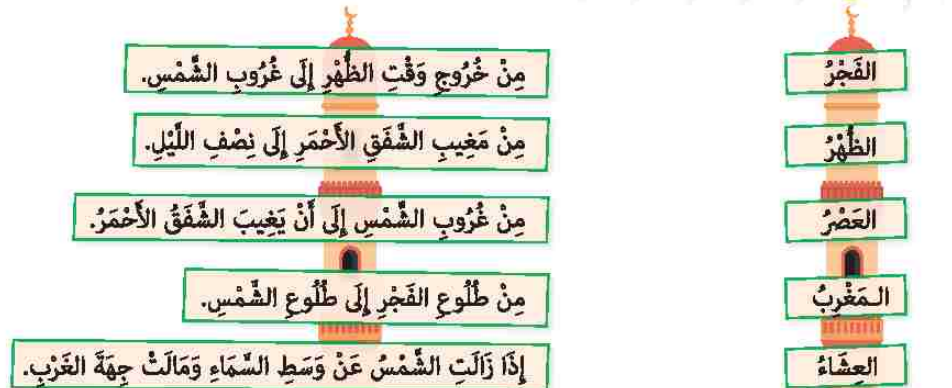 الفَجْرُ
مِنْ خُرُوجِ وَقْتِ الظُّهْرِ إِلَى غُرُوبِ الشَّمْسِ.
الظُّهْرُ
مِنْ مَغِيبِ الشَّفَقِ الأَحْمَرِ إِلَى نِصْفِ اللَّيْلِ.
العَصْرُ
مِنْ غُرُوبِ الشَّمْسِ إِلَى أَنْ يَغِيبَ الشَّفَقُ الأَحْمَرُ.
المَغْرِبُ
مِنْ طُلُوعِ الفَجْرِ إِلَى طُلُوعِ الشَّمْسِ.
العِشَاءُ
إِذَا زَالَتِ الشَّمْسُ عَنْ وَسَطِ السَّمَاءِ وَمَالَتْ جِهَةَ الغَرْبِ.